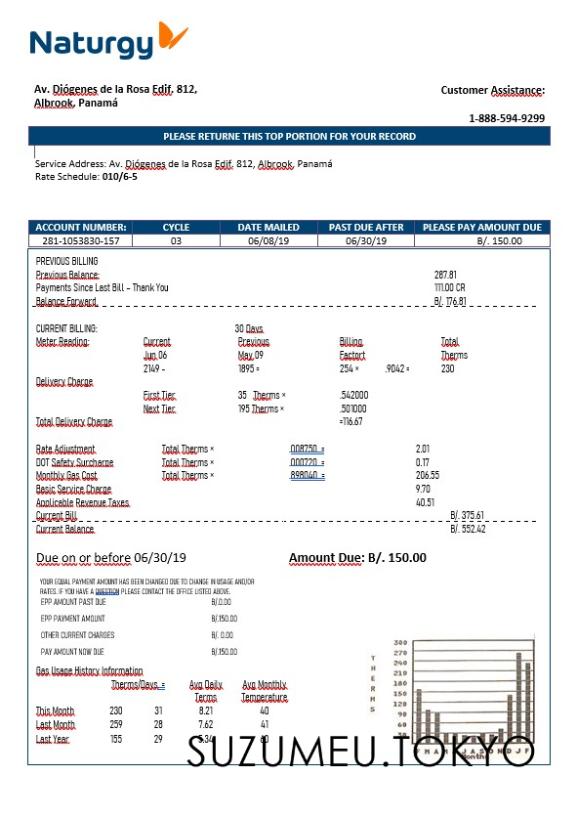 Naturgy
Av. Diógenes de la Rosa Edif. 812,
Albrook, Panamá
Customer Assistance:
1-888-594-9299
PLEASE RETURNE THIS TOP PORTION FOR YOUR RECORD
Service Address: Av. Diógenes de la Rosa Edif. 812, Albrook, Panamá
Rate Schedule: 010/6-5
ACCOUNT NUMBER: CYCLE DATE MAILED PAST DUE AFTER PLEASE PAY AMOUNT DUE
281-1053830-157 03 06/08/19 06/30/19 B/. 150.00
PREVIOUS BILLING
Previous Balance: 287.81
Payments Since Last Bill – Thank You 111.00 CR
Balance Forward B/. 176.81
CURRENT BILLING: 30 Days
Meter Reading: Current Previous Billing Total
Jun 06 May 09 Factort Therms
2149 - 1895 = 254 × .9042 = 230
Delivery Charge
First Tier 35 Therms × .542000
Next Tier 195 Therms × .501000
Total Delivery Charge =116.67
Rate Adjustment Total Therms × .008750 = 2.01
DOT Safety Surcharge Total Therms × .000720 = 0.17
Monthly Gas Cost Total Therms × .898040 = 206.55
Basic Service Charge 9.70
Applicable Revenue Taxes 40.51
Current Bill B/. 375.61
Current Balance B/. 552.42
Due on or before 06/30/19 Amount Due: B/. 150.00
YOUR EQUAL PAYMENT AMOUNT HAS BEEN CHANGED DUE TO CHANGE IN USAGE AND/OR
RATES. IF YOU HAVE A QUESTION PLEASE CONTACT THE OFFICE LISTED ABOVE.
EPP AMOUNT PAST DUE B/.0.00
EPP PAYMENT AMOUNT B/.150.00
OTHER CURRENT CHARGES B/. 0.00
PAY AMOUNT NOW DUE B/.150.00
Gas Usage History Information
Therms/Days = Avg Daily Avg Monthly
Terms Temperature
This Month 230 31 8.21 40
Last Month 259 28 7.62 41
Last Year 155 29 5.34
THERMS
300
270
240
210
180
150
120
90
60
30
F M A M J J A S O N D J F
Months
SUZUMEU.TOKYO